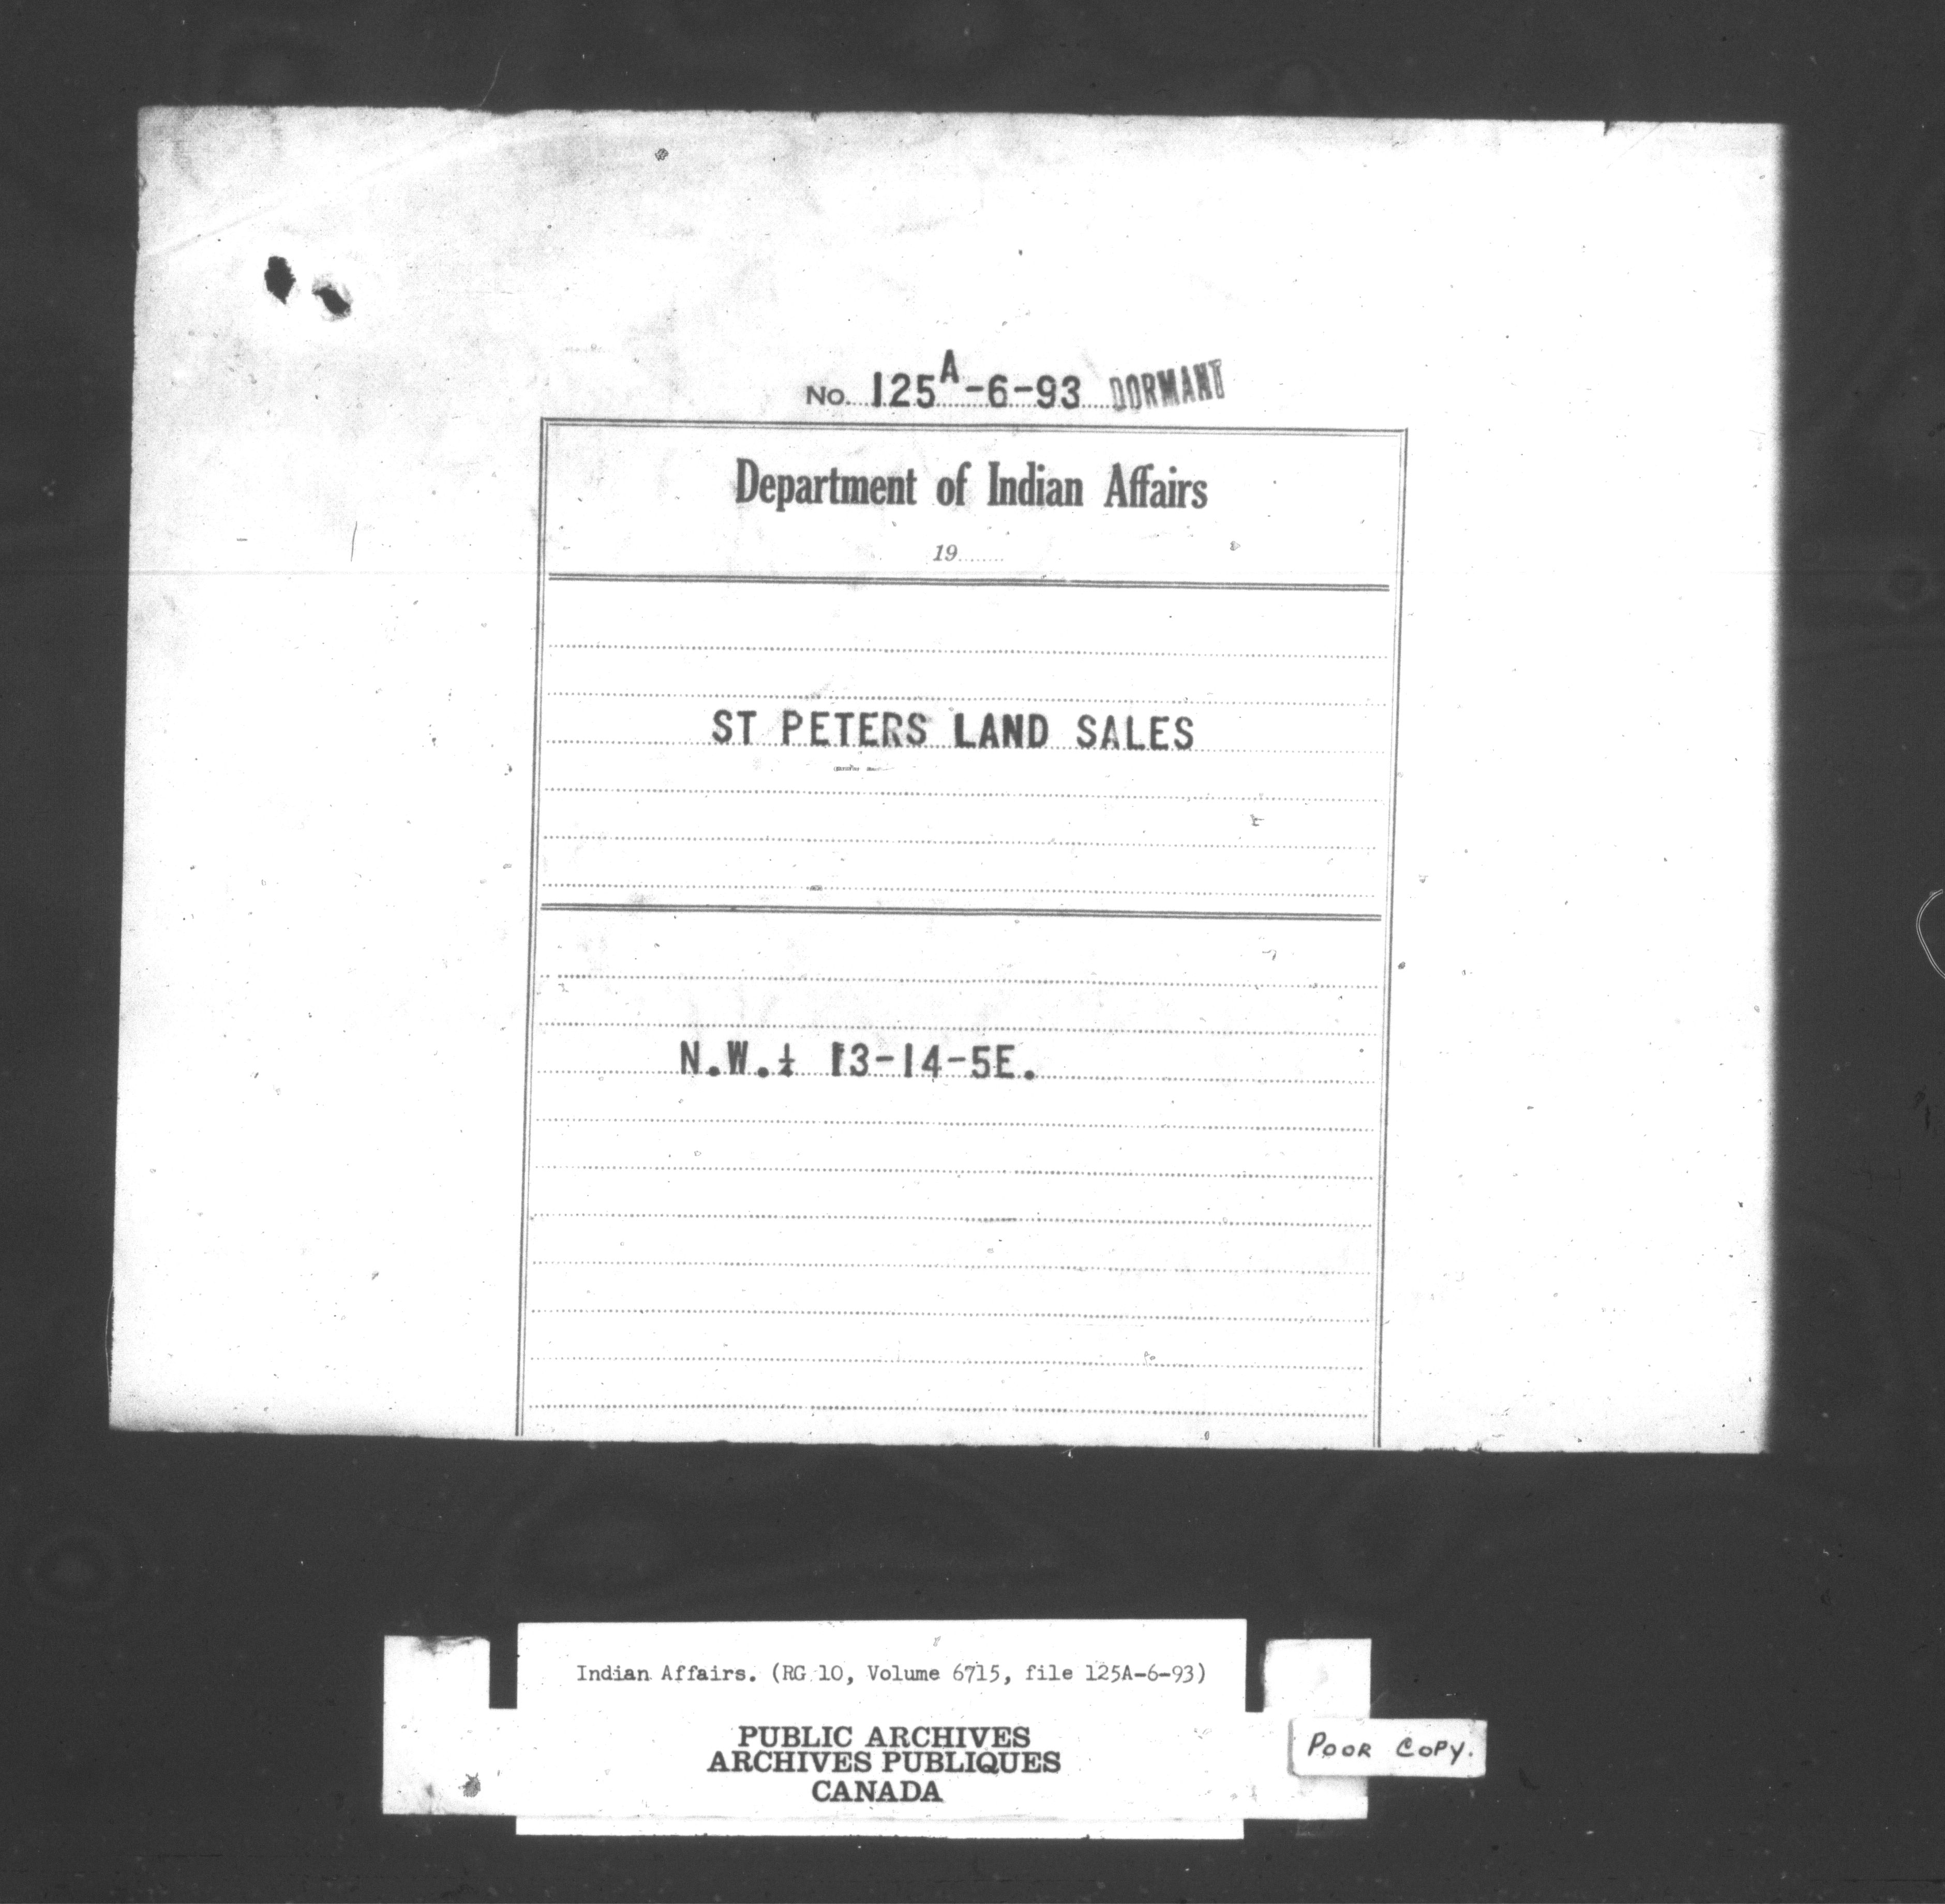 No. 125A-6-93 DORMANT
Department of Indian Affairs
19
ST PETERS LAND SALES
N.W.¼ 13-14-5E.
Indian Affairs. (RG 10, Volume 6715, file 125A-6-93)
PUBLIC ARCHIVES
ARCHIVES PUBLIQUES
CANADA
POOR COPY.